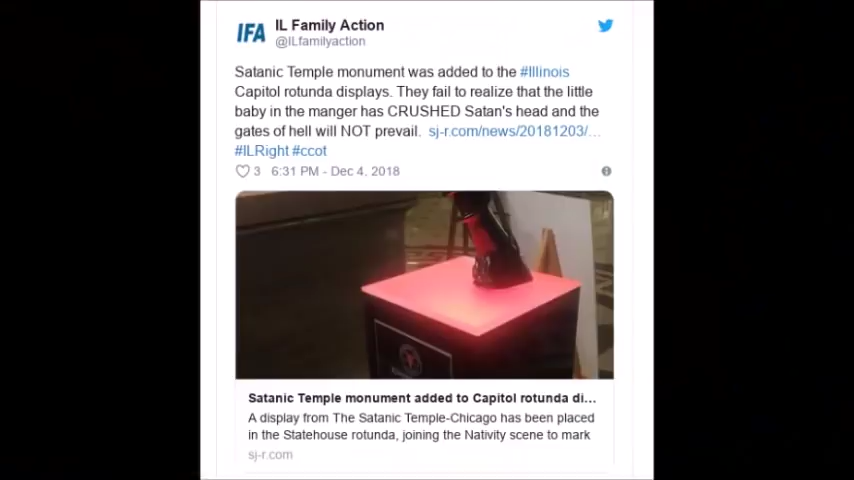 IFA
IL Family Action
@ILfamilyaction
Satanic Temple monument was added to the #Illinois
Capitol rotunda displays. They fail to realize that the little
baby in the manger has CRUSHED Satan's head and the
gates of hell will NOT prevail. sj-r.com/news/20181203/...
#ILRight #ccot
3 6:31 PM - Dec 4, 2018
Satanic Temple monument added to Capitol rotunda di...
A display from The Satanic Temple-Chicago has been placed
in the Statehouse rotunda, joining the Nativity scene to mark
sj-r.com